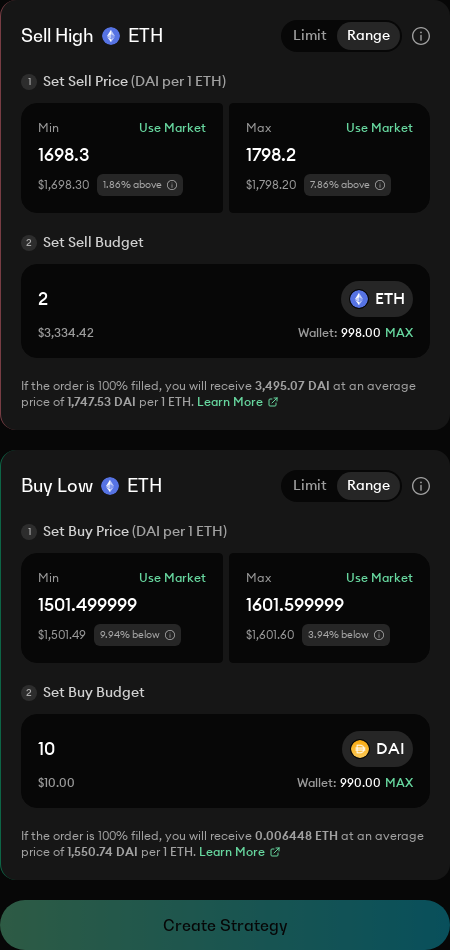 Sell High ETH Limit Range
1 Set Sell Price (DAI per 1 ETH)
Min Use Market Max Use Market
1698.3 1798.2
$1,698.30 1.86% above $1,798.20 7.86% above
2 Set Sell Budget
2 ETH
$3,334.42 Wallet: 998.00 MAX
If the order is 100% filled, you will receive 3,495.07 DAI at an average
price of 1,747.53 DAI per 1 ETH. Learn More
Buy Low ETH Limit Range
1 Set Buy Price (DAI per 1 ETH)
Min Use Market Max Use Market
1501.499999 1601.599999
$1,501.49 9.94% below $1,601.60 3.94% below
2 Set Buy Budget
10 DAI
$10.00 Wallet: 990.00 MAX
If the order is 100% filled, you will receive 0.006448 ETH at an average
price of 1,550.74 DAI per 1 ETH. Learn More
Create Strategy